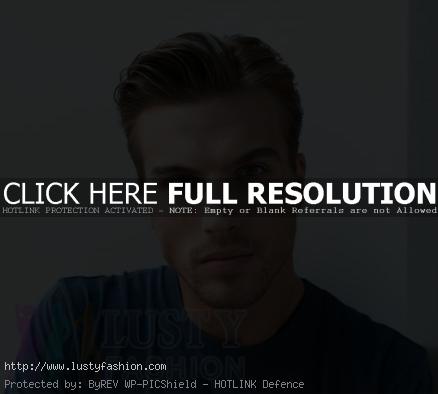 CLICK HERE FULL RESOLUTION
HOTLINK PROTECTION ACTIVATED - NOTE: Empty or Blank Referrals are not Allowed
LUSTY
FASHION
http://www.lustyfashion.com
Protected by: ByREV WP-PICShield - HOTLINK Defence